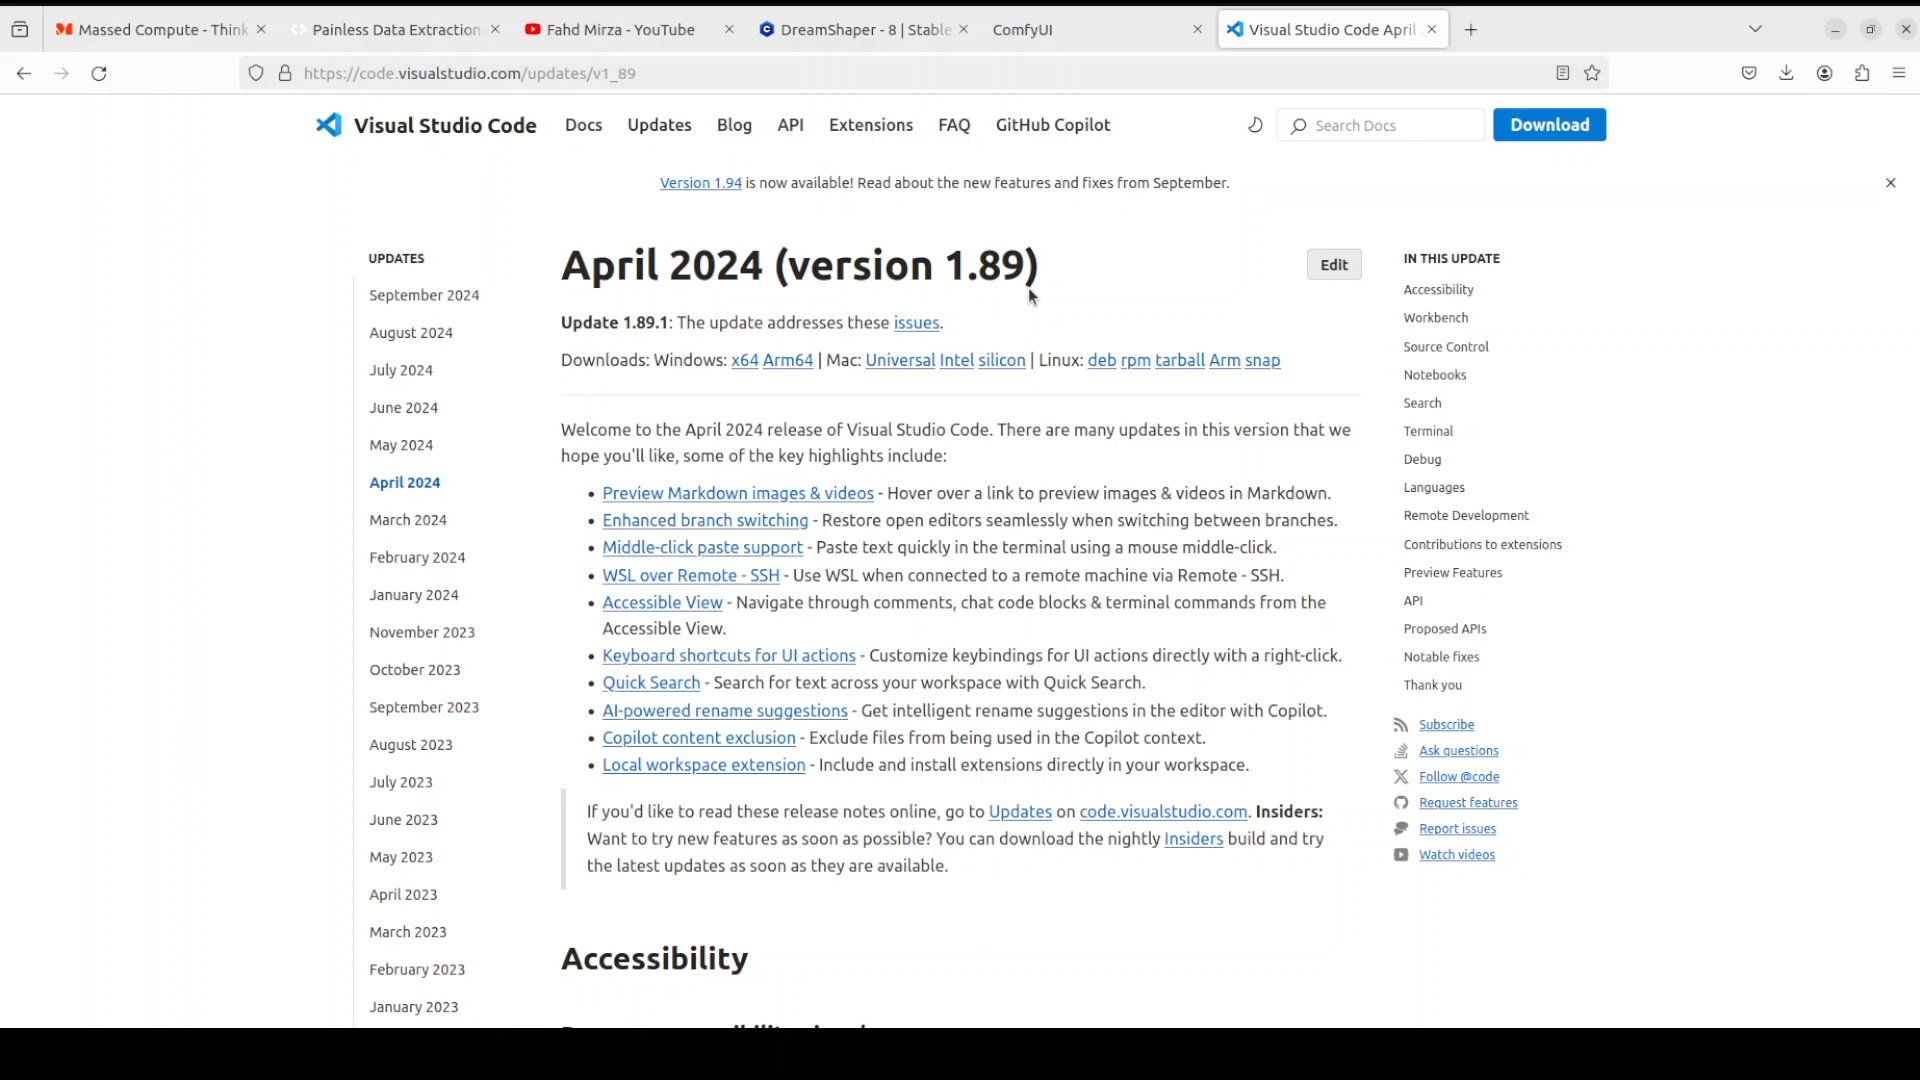 Massed Compute - Think
Painless Data Extraction
Fahd Mirza - YouTube
DreamShaper - 8 | Stable
ComfyUI
Visual Studio Code April
https://code.visualstudio.com/updates/v1_89
Visual Studio Code
Docs
Updates
Blog
API
Extensions
FAQ
GitHub Copilot
Search Docs
Download
Version 1.94 is now available! Read about the new features and fixes from September.
UPDATES
September 2024
August 2024
July 2024
June 2024
May 2024
April 2024
March 2024
February 2024
January 2024
November 2023
October 2023
September 2023
August 2023
July 2023
June 2023
May 2023
April 2023
March 2023
February 2023
January 2023
April 2024 (version 1.89)
Edit
Update 1.89.1: The update addresses these issues.
Downloads: Windows: x64 Arm64 | Mac: Universal Intel silicon | Linux: deb rpm tarball Arm snap
Welcome to the April 2024 release of Visual Studio Code. There are many updates in this version that we
hope you'll like, some of the key highlights include:
• Preview Markdown images & videos - Hover over a link to preview images & videos in Markdown.
• Enhanced branch switching - Restore open editors seamlessly when switching between branches.
• Middle-click paste support - Paste text quickly in the terminal using a mouse middle-click.
• WSL over Remote - SSH - Use WSL when connected to a remote machine via Remote - SSH.
• Accessible View - Navigate through comments, chat code blocks & terminal commands from the
Accessible View.
• Keyboard shortcuts for UI actions - Customize keybindings for UI actions directly with a right-click.
• Quick Search - Search for text across your workspace with Quick Search.
• AI-powered rename suggestions - Get intelligent rename suggestions in the editor with Copilot.
• Copilot content exclusion - Exclude files from being used in the Copilot context.
• Local workspace extension - Include and install extensions directly in your workspace.
If you'd like to read these release notes online, go to Updates on code.visualstudio.com. Insiders:
Want to try new features as soon as possible? You can download the nightly Insiders build and try
the latest updates as soon as they are available.
Accessibility
IN THIS UPDATE
Accessibility
Workbench
Source Control
Notebooks
Search
Terminal
Debug
Languages
Remote Development
Contributions to extensions
Preview Features
API
Proposed APIs
Notable fixes
Thank you
Subscribe
Ask questions
Follow @code
Request features
Report issues
Watch videos